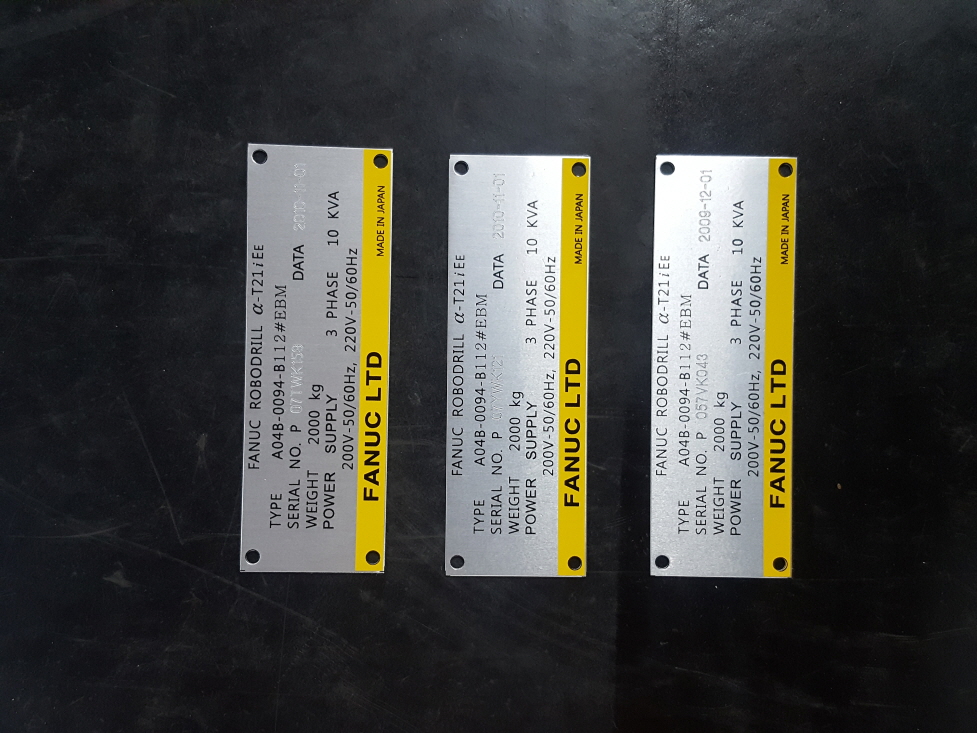 FANUC ROBODRILL α-T21iEE
TYPE A04B-0094-B112#EBM
SERIAL NO. P 071WK159 DATA 2010-11-01
WEIGHT 2000 kg
POWER SUPPLY 3 PHASE 10 KVA
200V-50/60Hz, 220V-50/60Hz
FANUC LTD MADE IN JAPAN
FANUC ROBODRILL α-T21iEE
TYPE A04B-0094-B112#EBM
SERIAL NO. P DATA 2010-11-01
WEIGHT 2000 kg
POWER SUPPLY 3 PHASE 10 KVA
200V-50/60Hz, 220V-50/60Hz
FANUC LTD MADE IN JAPAN
FANUC ROBODRILL α-T21iEE
TYPE A04B-0094-B112#EBM
SERIAL NO. P 057VK043 DATA 2009-12-01
WEIGHT 2000 kg
POWER SUPPLY 3 PHASE 10 KVA
200V-50/60Hz, 220V-50/60Hz
FANUC LTD MADE IN JAPAN